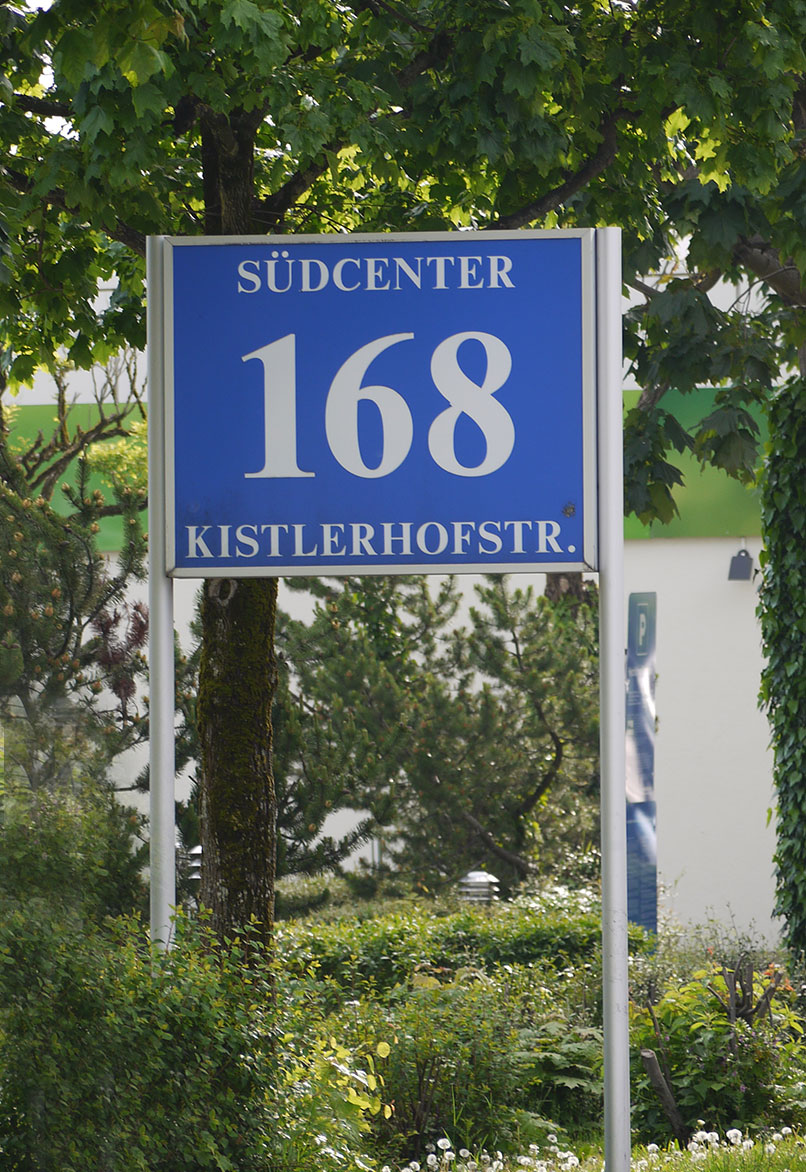 SÜDCENTER
168
KISTLERHOFSTR.
P